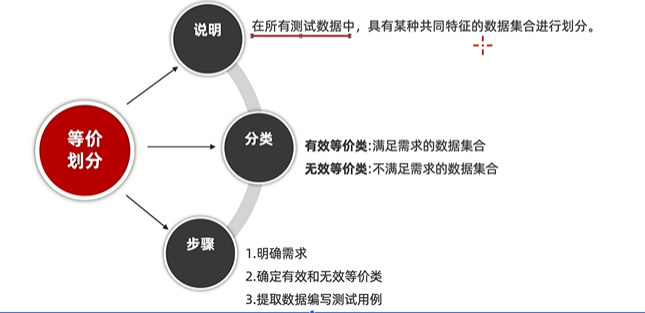 说明
在所有测试数据中，具有某种共同特征的数据集合进行划分。
等价
划分
分类
有效等价类:满足需求的数据集合
无效等价类:不满足需求的数据集合
步骤
1.明确需求
2.确定有效和无效等价类
3.提取数据编写测试用例